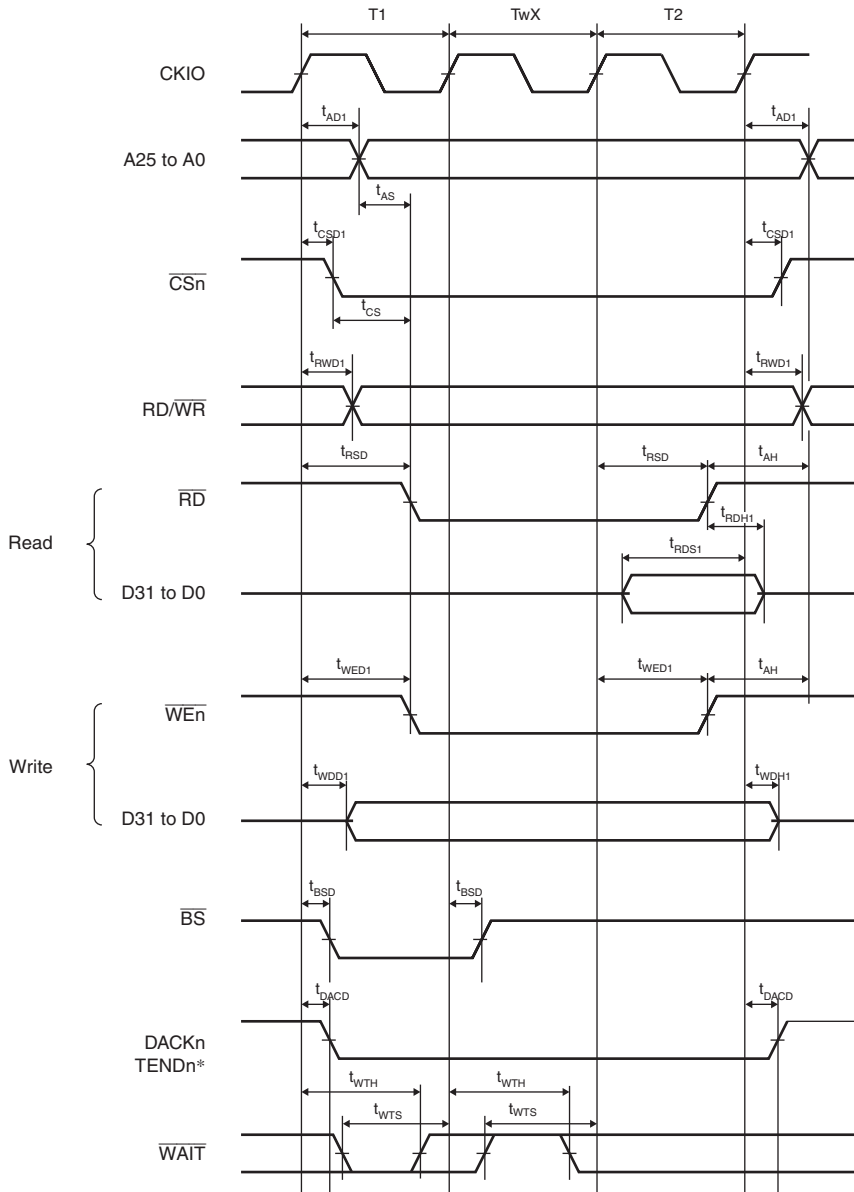 T1 TwX T2
CKIO
tAD1 tAD1
A25 to A0
tAS
tCSD1 tCSD1
CSn
tCS
tRWD1 tRWD1
RD/WR
tRSD tRSD tAH
RD
tRDH1
Read
tRDS1
D31 to D0
tWED1 tWED1 tAH
WEn
Write
tWDD1 tWDH1
D31 to D0
tBSD tBSD
BS
tDACD tDACD
DACKn
TENDn*
tWTH tWTH
tWTS tWTS
WAIT